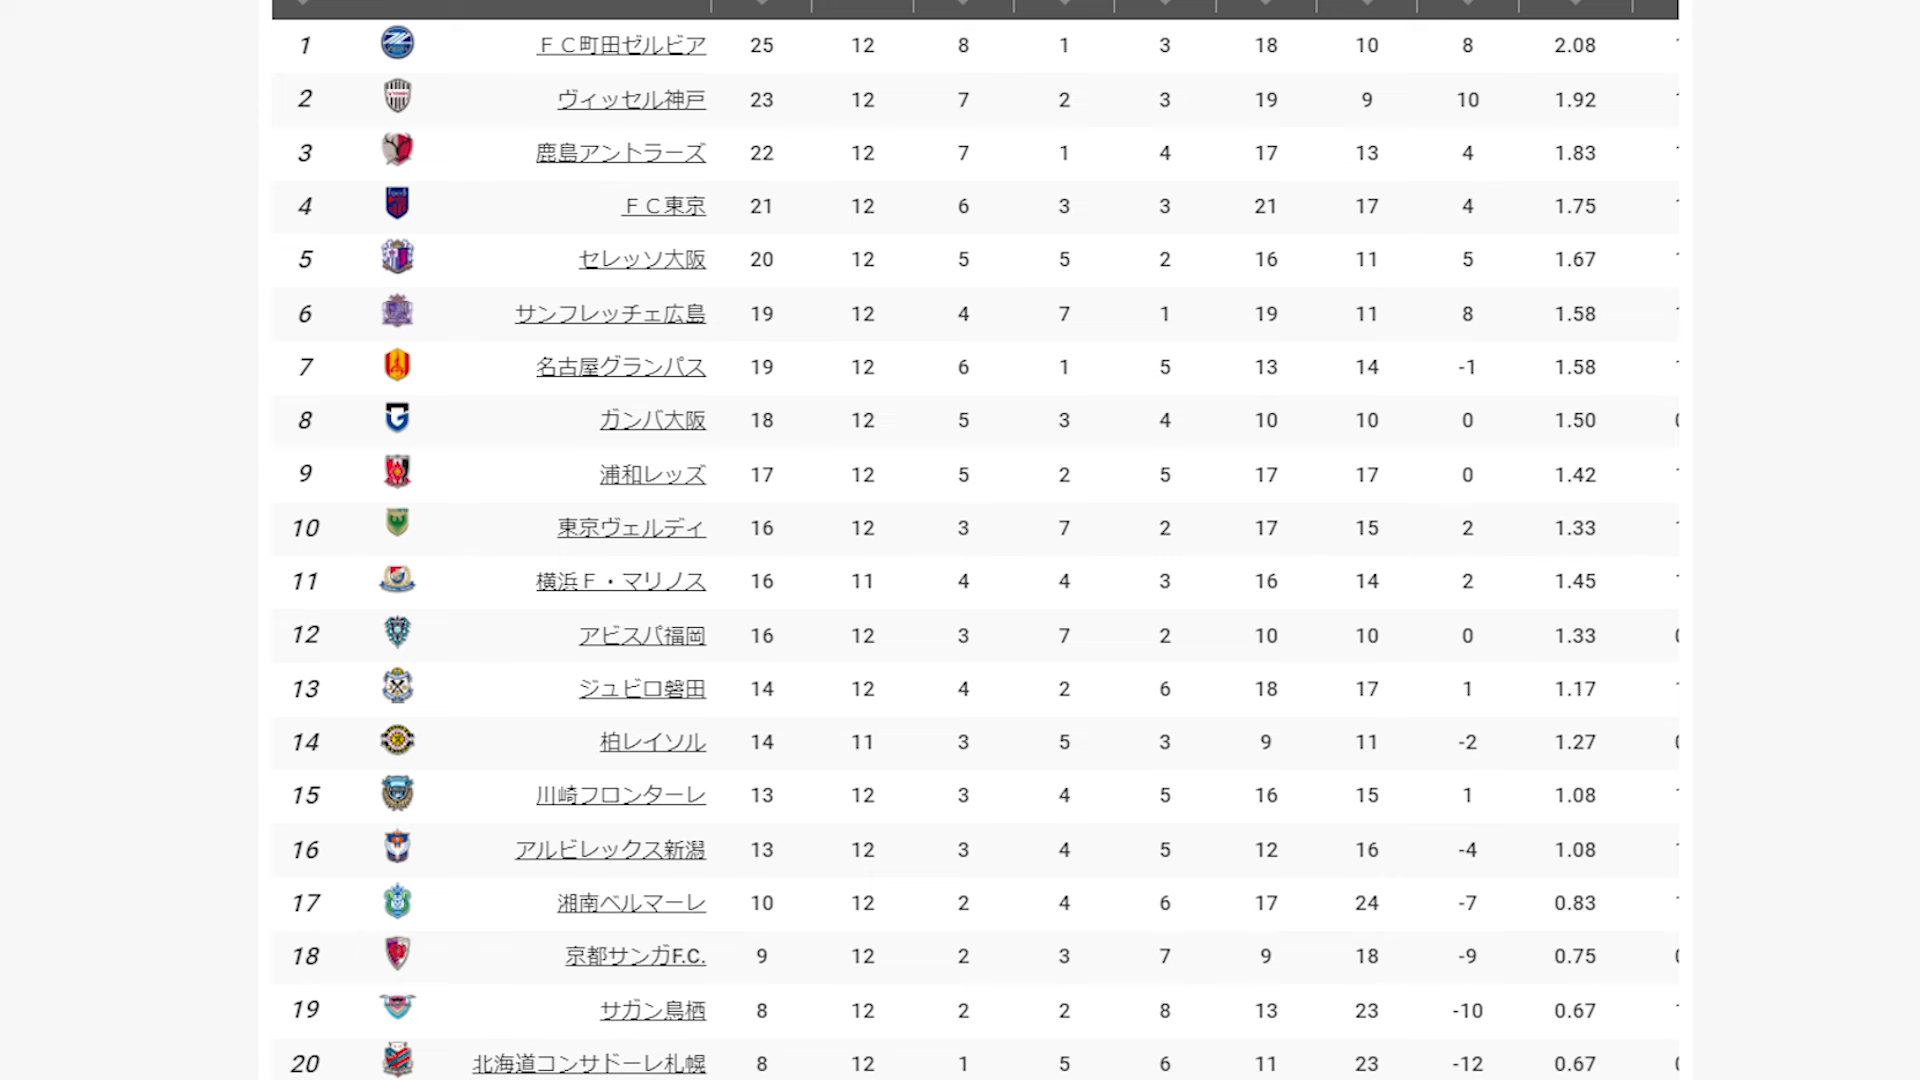 1 ＦＣ町田ゼルビア 25 12 8 1 3 18 10 8 2.08
2 ヴィッセル神戸 23 12 7 2 3 19 9 10 1.92
3 鹿島アントラーズ 22 12 7 1 4 17 13 4 1.83
4 ＦＣ東京 21 12 6 3 3 21 17 4 1.75
5 セレッソ大阪 20 12 5 5 2 16 11 5 1.67
6 サンフレッチェ広島 19 12 4 7 1 19 11 8 1.58
7 名古屋グランパス 19 12 6 1 5 13 14 -1 1.58
8 ガンバ大阪 18 12 5 3 4 10 10 0 1.50
9 浦和レッズ 17 12 5 2 5 17 17 0 1.42
10 東京ヴェルディ 16 12 3 7 2 17 15 2 1.33
11 横浜Ｆ・マリノス 16 11 4 4 3 16 14 2 1.45
12 アビスパ福岡 16 12 3 7 2 10 10 0 1.33
13 ジュビロ磐田 14 12 4 2 6 18 17 1 1.17
14 柏レイソル 14 11 3 5 3 9 11 -2 1.27
15 川崎フロンターレ 13 12 3 4 5 16 15 1 1.08
16 アルビレックス新潟 13 12 3 4 5 12 16 -4 1.08
17 湘南ベルマーレ 10 12 2 4 6 17 24 -7 0.83
18 京都サンガF.C. 9 12 2 3 7 9 18 -9 0.75
19 サガン鳥栖 8 12 2 2 8 13 23 -10 0.67
20 北海道コンサドーレ札幌 8 12 1 5 6 11 23 -12 0.67